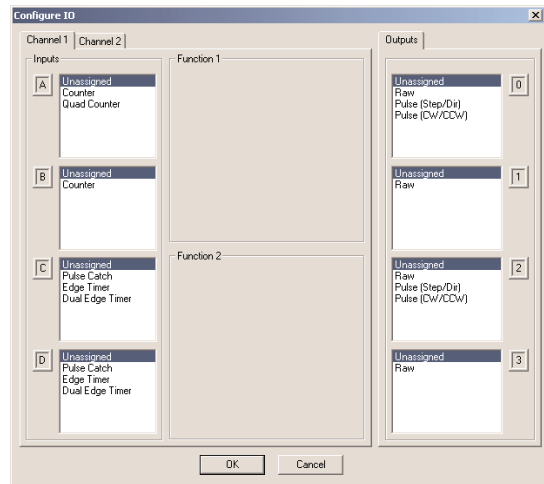 Configure IO
Channel 1
Channel 2
Outputs
Inputs
Function 1
A
Unassigned
Counter
Quad Counter
B
Unassigned
Counter
C
Unassigned
Pulse Catch
Edge Timer
Dual Edge Timer
D
Unassigned
Pulse Catch
Edge Timer
Dual Edge Timer
Function 2
Unassigned
Raw
Pulse (Step/Dir)
Pulse (CW/CCW)
0
Unassigned
Raw
1
Unassigned
Raw
Pulse (Step/Dir)
Pulse (CW/CCW)
2
Unassigned
Raw
3
OK
Cancel